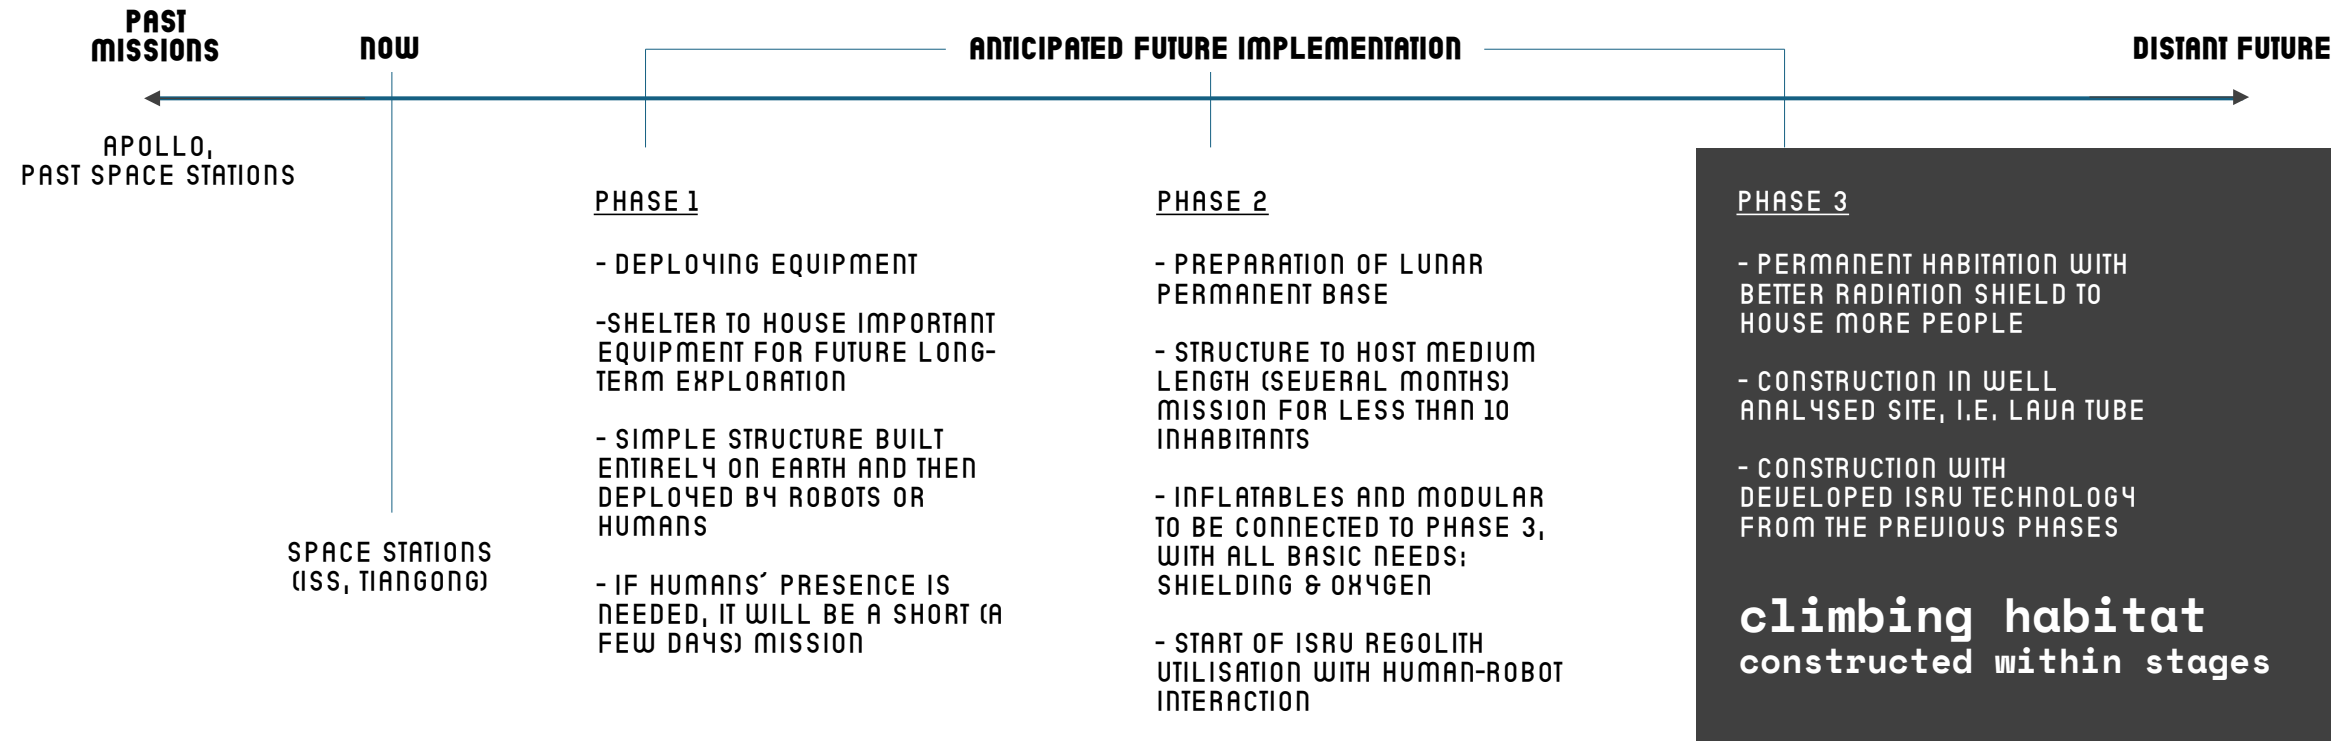 PAST
MISSIONS
NOW
ANTICIPATED FUTURE IMPLEMENTATION
DISTANT FUTURE
APOLLO,
PAST SPACE STATIONS
SPACE STATIONS
(ISS, TIANGONG)
PHASE 1
- DEPLOYING EQUIPMENT
-SHELTER TO HOUSE IMPORTANT
EQUIPMENT FOR FUTURE LONG-
TERM EXPLORATION
- SIMPLE STRUCTURE BUILT
ENTIRELY ON EARTH AND THEN
DEPLOYED BY ROBOTS OR
HUMANS
- IF HUMANS´ PRESENCE IS
NEEDED, IT WILL BE A SHORT (A
FEW DAYS) MISSION
PHASE 2
- PREPARATION OF LUNAR
PERMANENT BASE
- STRUCTURE TO HOST MEDIUM
LENGTH (SEVERAL MONTHS)
MISSION FOR LESS THAN 10
INHABITANTS
- INFLATABLES AND MODULAR
TO BE CONNECTED TO PHASE 3,
WITH ALL BASIC NEEDS;
SHIELDING & OXYGEN
- START OF ISRU REGOLITH
UTILISATION WITH HUMAN-ROBOT
INTERACTION
PHASE 3
- PERMANENT HABITATION WITH
BETTER RADIATION SHIELD TO
HOUSE MORE PEOPLE
- CONSTRUCTION IN WELL
ANALYSED SITE, I.E. LAVA TUBE
- CONSTRUCTION WITH
DEVELOPED ISRU TECHNOLOGY
FROM THE PREVIOUS PHASES
climbing habitat
constructed within stages